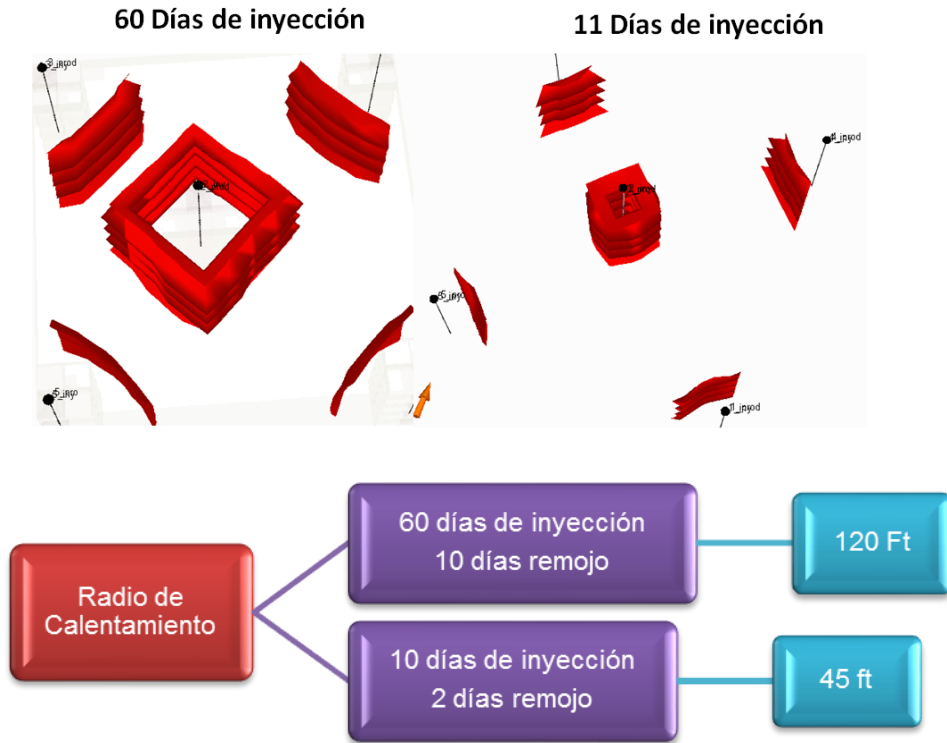 60 Días de inyección
11 Días de inyección
60 días de inyección
10 días remojo
120 Ft
Radio de
Calentamiento
10 días de inyección
2 días remojo
45 ft